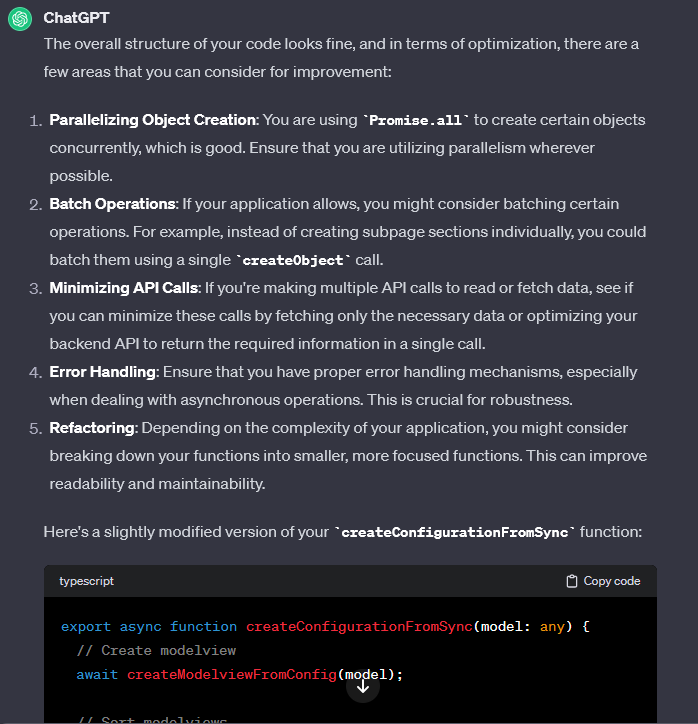 ChatGPT
The overall structure of your code looks fine, and in terms of optimization, there are a
few areas that you can consider for improvement:
1. Parallelizing Object Creation: You are using `Promise.all` to create certain objects
concurrently, which is good. Ensure that you are utilizing parallelism wherever
possible.
2. Batch Operations: If your application allows, you might consider batching certain
operations. For example, instead of creating subpage sections individually, you could
batch them using a single `createObject` call.
3. Minimizing API Calls: If you're making multiple API calls to read or fetch data, see if
you can minimize these calls by fetching only the necessary data or optimizing your
backend API to return the required information in a single call.
4. Error Handling: Ensure that you have proper error handling mechanisms, especially
when dealing with asynchronous operations. This is crucial for robustness.
5. Refactoring: Depending on the complexity of your application, you might consider
breaking down your functions into smaller, more focused functions. This can improve
readability and maintainability.
Here's a slightly modified version of your `createConfigurationFromSync` function:
typescript Copy code
export async function createConfigurationFromSync(model: any) {
// Create modelview
await createModelviewFromConfig(model);
// Sort modelviews